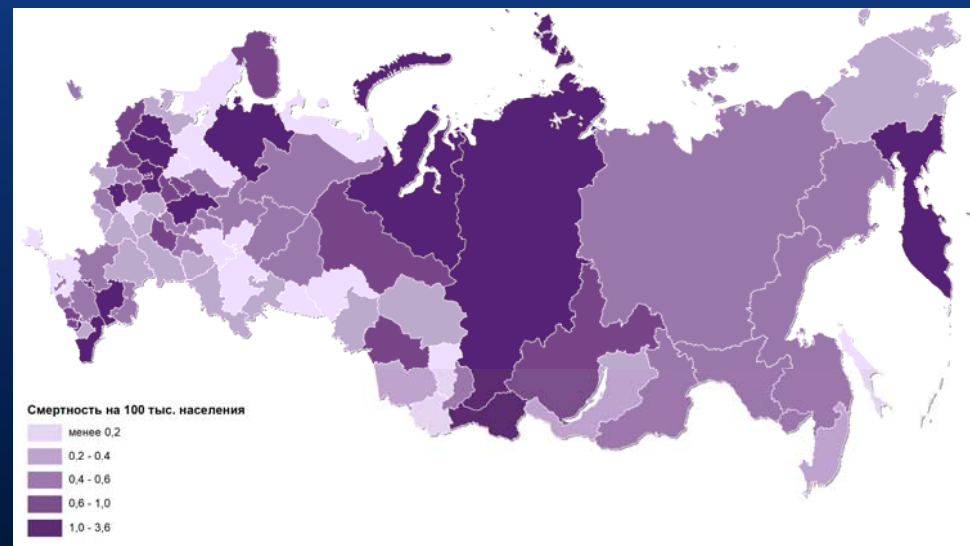 Смертность на 100 тыс. населения
менее 0,2
0,2 - 0.4
0,4 - 0,6
0,6 - 1,0
1,0 - 3,6